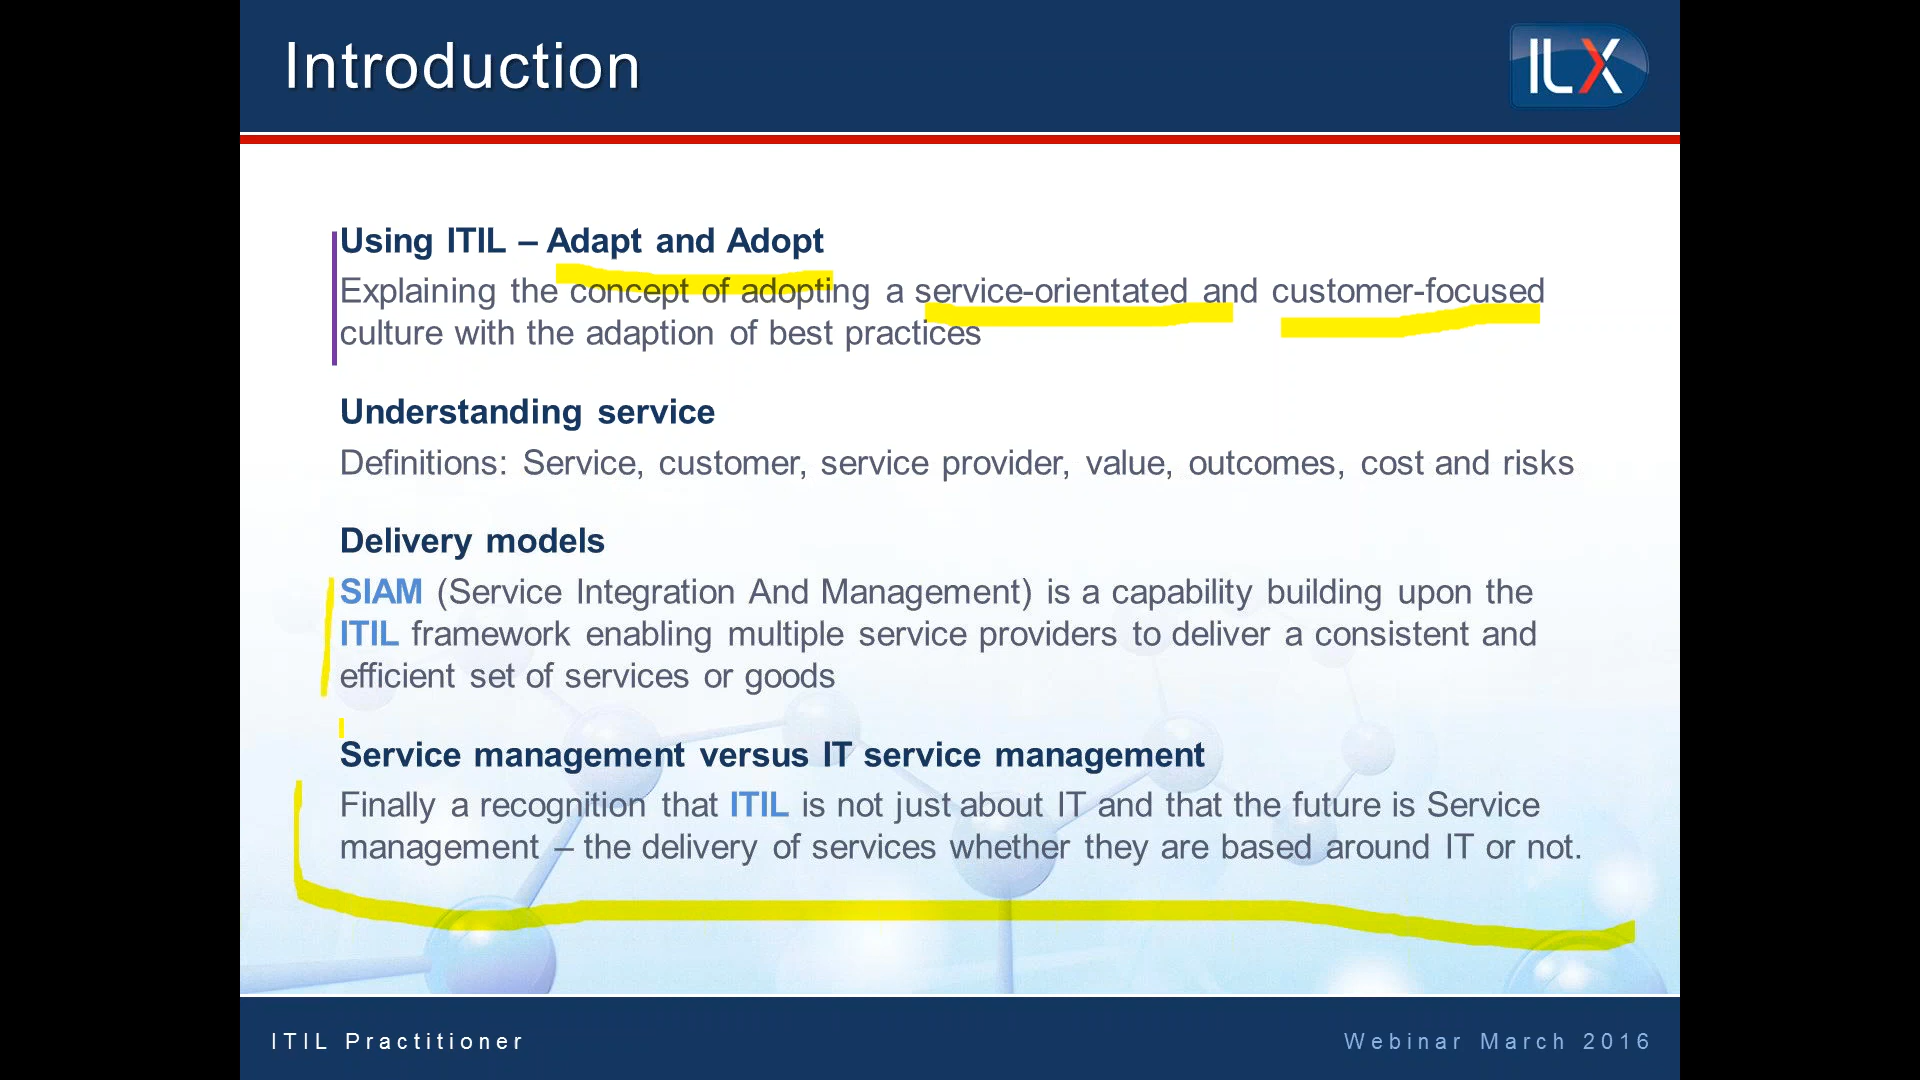 Introduction
ILX
Using ITIL – Adapt and Adopt
Explaining the concept of adopting a service-orientated and customer-focused
culture with the adaption of best practices
Understanding service
Definitions: Service, customer, service provider, value, outcomes, cost and risks
Delivery models
SIAM (Service Integration And Management) is a capability building upon the
ITIL framework enabling multiple service providers to deliver a consistent and
efficient set of services or goods
Service management versus IT service management
Finally a recognition that ITIL is not just about IT and that the future is Service
management – the delivery of services whether they are based around IT or not.
ITIL Practitioner
Webinar March 2016